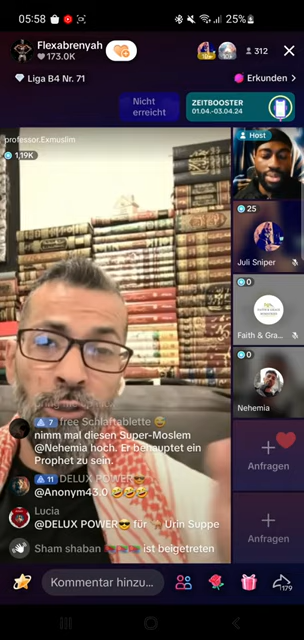 05:58
25%
Flexabrenyah
173.0K
312
Liga B4 Nr. 71
Erkunden >
Nicht
erreicht
ZEITBOOSTER
01.04.-03.04.24
professor.Exmuslim
1,19K
Host
25
Juli Sniper
0
Faith & Gra...
0
Nehemia
7 free Schlaftablette 😅
nimm mal diesen Super-Moslem
@Nehemia hoch. Er behauptet ein
Prophet zu sein.
11 DELUX POWER😎
@Anonym43.0 🤣🤣🤣
Lucia
@DELUX POWER😎 für 🐪 Urin Suppe
Sham shaban ist beigetreten
+
Anfragen
+
Anfragen
Kommentar hinzu...
179